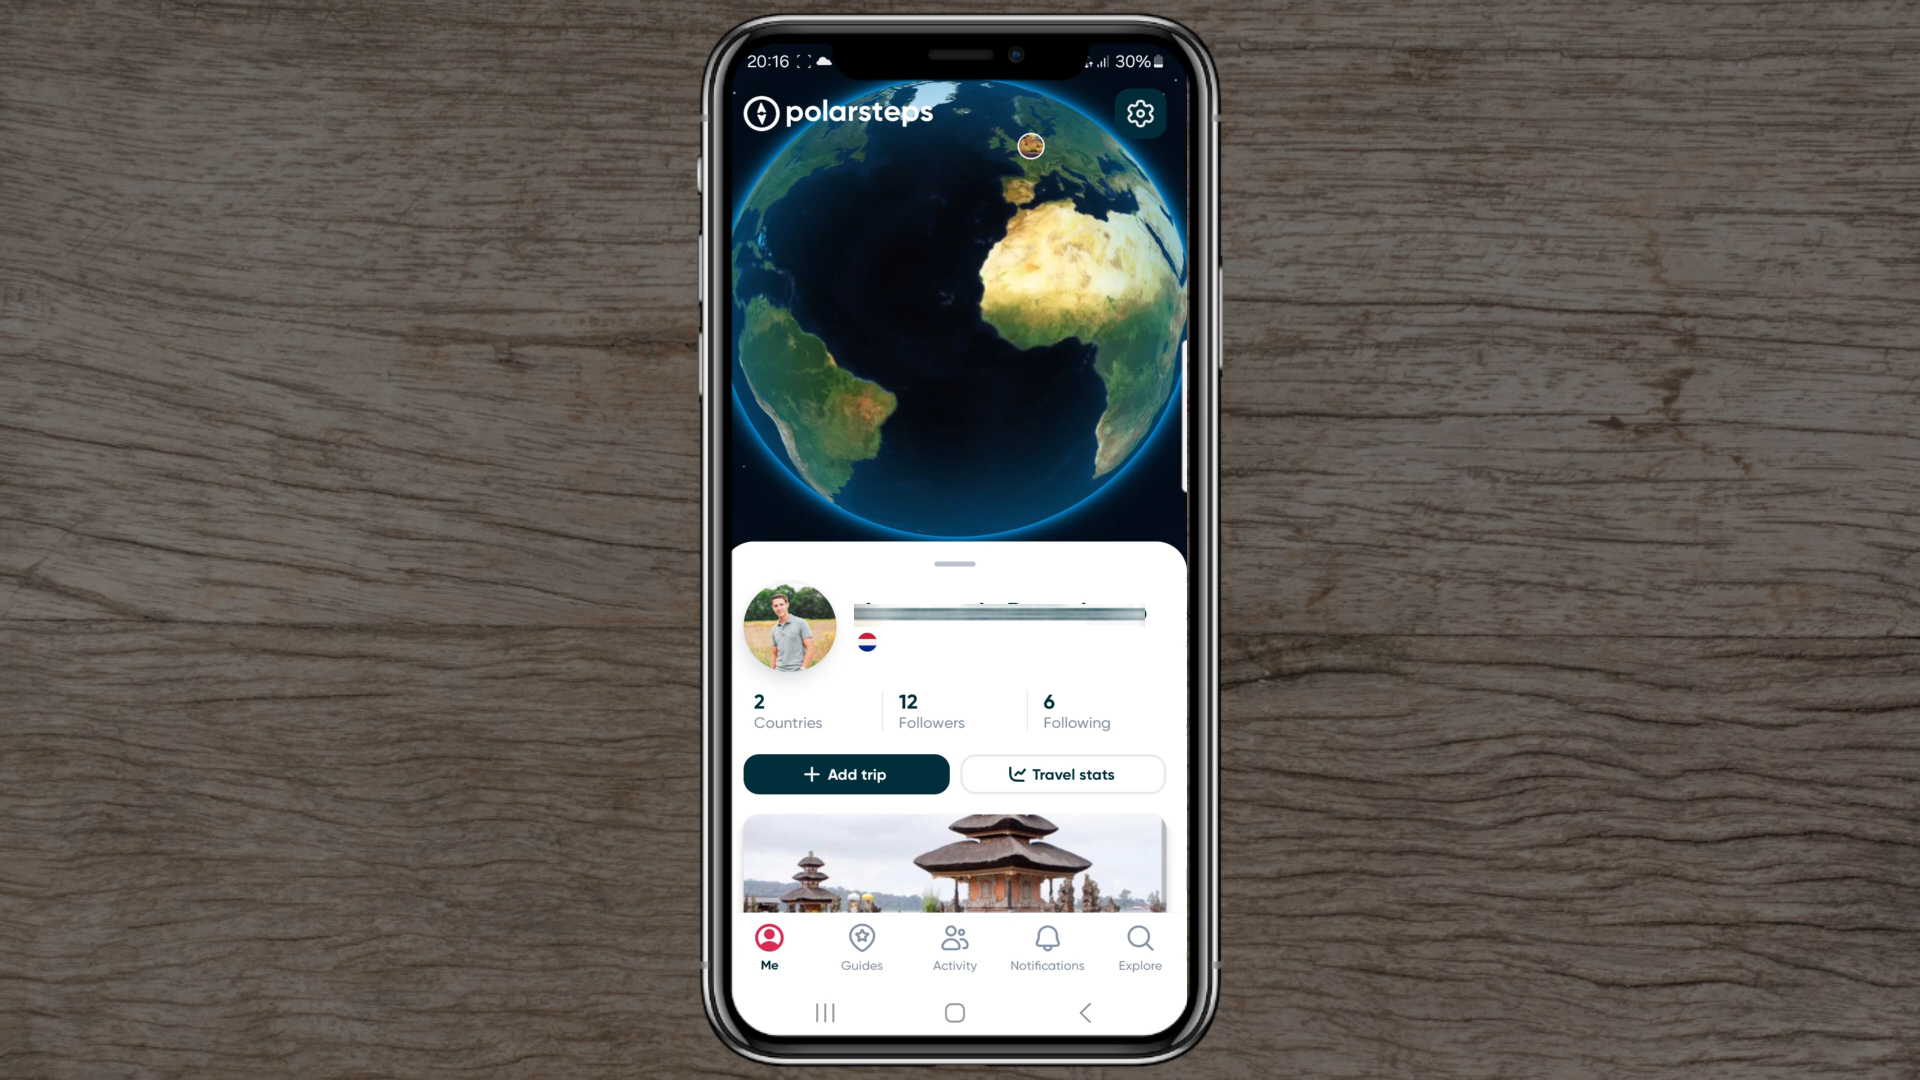 20:16
30%
polarsteps
2
Countries
12
Followers
6
Following
Add trip
Travel stats
Me
Guides
Activity
Notifications
Explore